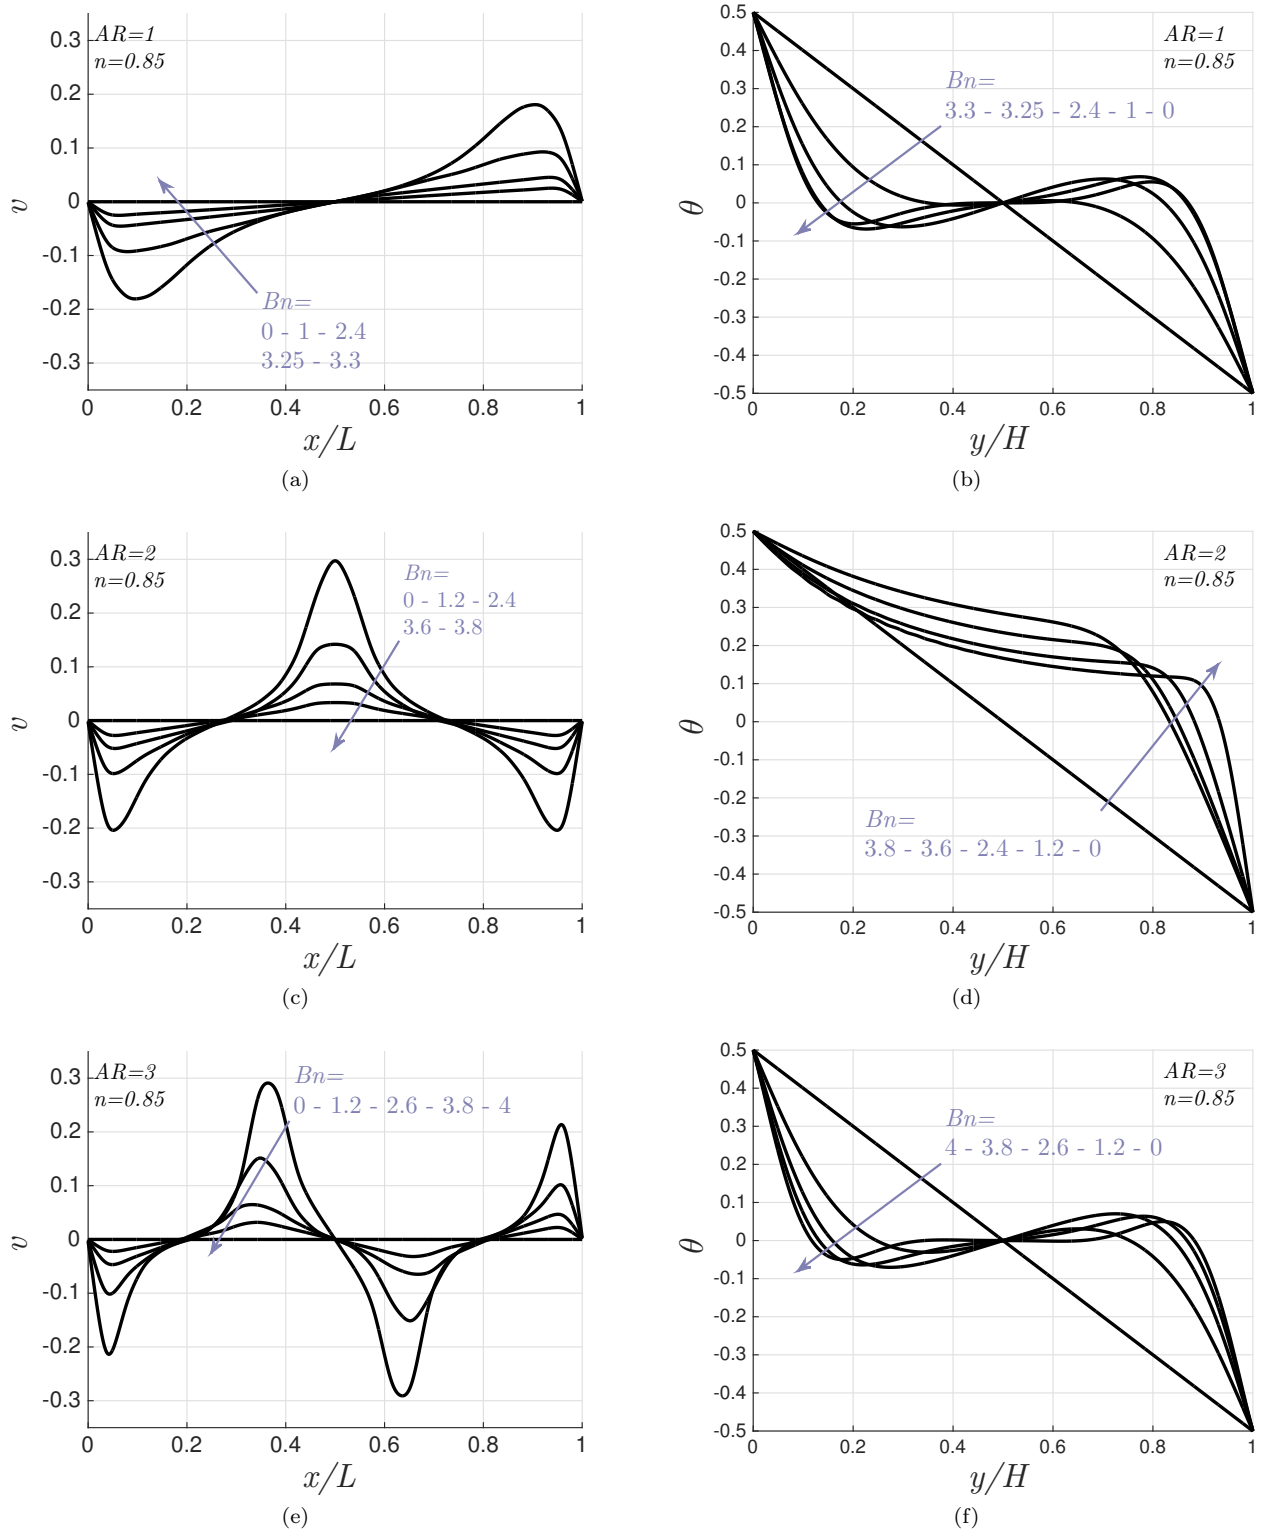 AR=1
n=0.85
0.3
0.2
0.1
0
-0.1
-0.2
-0.3
v
Bn=
0 - 1 - 2.4
3.25 - 3.3
0 0.2 0.4 0.6 0.8 1
x/L
(a)
0.5
0.4
0.3
0.2
0.1
0
-0.1
-0.2
-0.3
-0.4
-0.5
θ
AR=1
n=0.85
Bn=
3.3 - 3.25 - 2.4 - 1 - 0
0 0.2 0.4 0.6 0.8 1
y/H
(b)
AR=2
n=0.85
0.3
0.2
0.1
0
-0.1
-0.2
-0.3
v
Bn=
0 - 1.2 - 2.4
3.6 - 3.8
0 0.2 0.4 0.6 0.8 1
x/L
(c)
0.5
0.4
0.3
0.2
0.1
0
-0.1
-0.2
-0.3
-0.4
-0.5
θ
AR=2
n=0.85
Bn=
3.8 - 3.6 - 2.4 - 1.2 - 0
0 0.2 0.4 0.6 0.8 1
y/H
(d)
AR=3
n=0.85
0.3
0.2
0.1
0
-0.1
-0.2
-0.3
v
Bn=
0 - 1.2 - 2.6 - 3.8 - 4
0 0.2 0.4 0.6 0.8 1
x/L
(e)
0.5
0.4
0.3
0.2
0.1
0
-0.1
-0.2
-0.3
-0.4
-0.5
θ
AR=3
n=0.85
Bn=
4 - 3.8 - 2.6 - 1.2 - 0
0 0.2 0.4 0.6 0.8 1
y/H
(f)